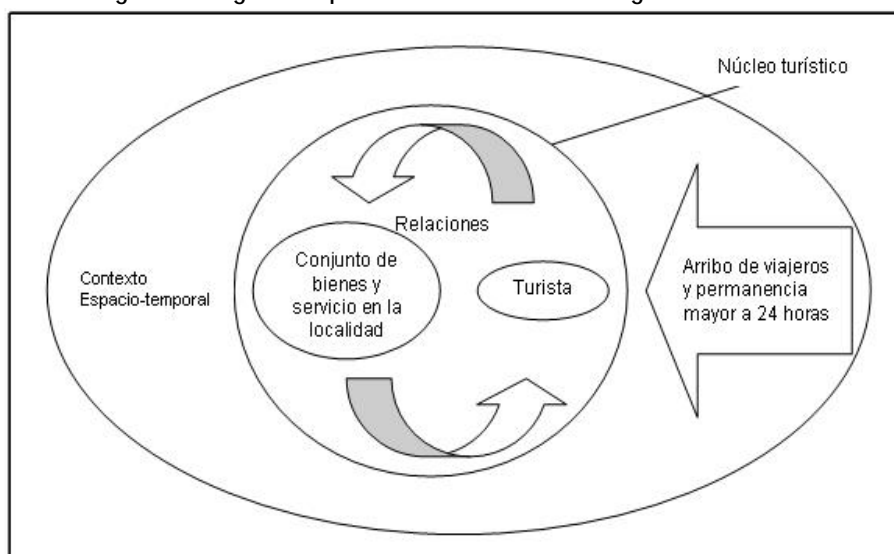 Núcleo turístico
Relaciones
Conjunto de
bienes y
servicio en la
localidad
Turista
Contexto
Espacio-temporal
Arribo de viajeros
y permanencia
mayor a 24 horas